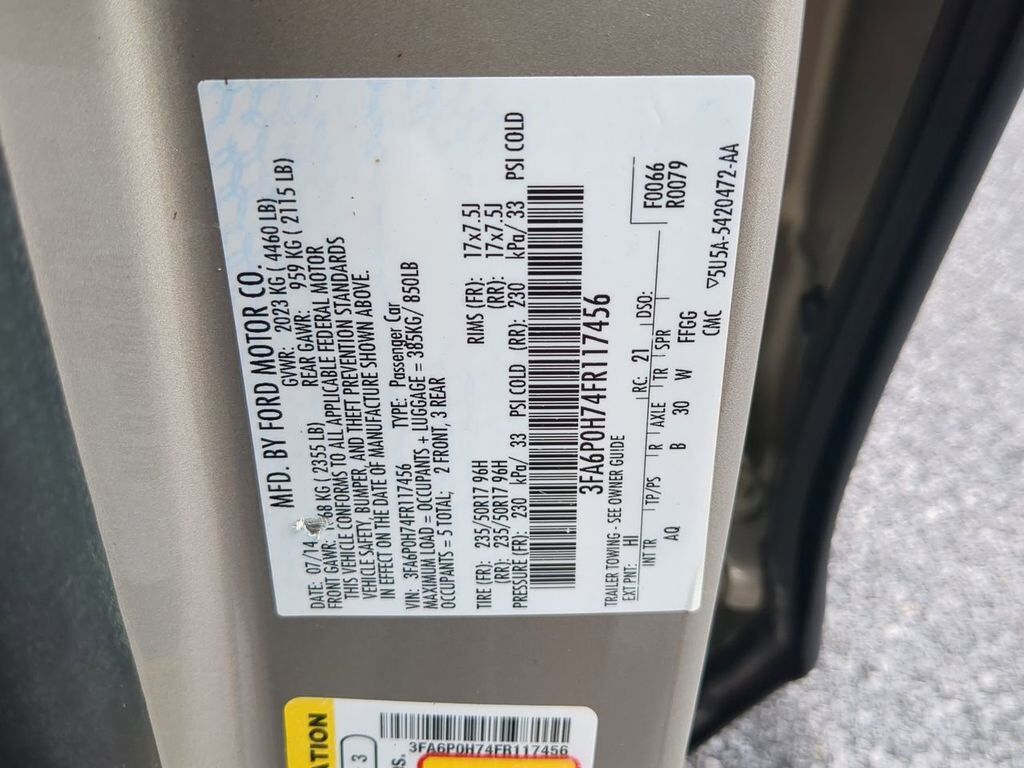 MFD. BY FORD MOTOR CO.
DATE: 07/14 GVWR: 2023 KG ( 4460 LB)
FRONT GAWR: 68 KG ( 2355 LB) REAR GAWR: 959 KG ( 2115 LB)
THIS VEHICLE CONFORMS TO ALL APPLICABLE FEDERAL MOTOR
VEHICLE SAFETY, BUMPER, AND THEFT PREVENTION STANDARDS
IN EFFECT ON THE DATE OF MANUFACTURE SHOWN ABOVE.
VIN: 3FA6P0H74FR117456 TYPE: Passenger Car
MAXIMUM LOAD = OCCUPANTS + LUGGAGE = 385KG/ 850LB
OCCUPANTS = 5 TOTAL; 2 FRONT, 3 REAR
TIRE (FR): 235/50R17 96H RIMS (FR): 17x7.5J
(RR): 235/50R17 96H (RR): 17x7.5J
PRESSURE (FR): 230 kPa/ 33 PSI COLD (RR): 230 kPa/ 33 PSI COLD
3FA6P0H74FR117456
TRAILER TOWING - SEE OWNER GUIDE
EXT PNT: HI RC: 21 DSO: F0066
R0079
INT TR TP/PS R AXLE TR SPR
AQ B 30 W FFGG
CMC
▽5U5A-5420472-AA
ATION
3
3FA6P0H74FR117456